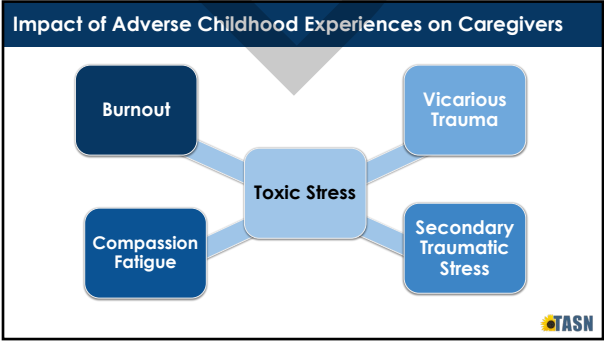 Impact of Adverse Childhood Experiences on Caregivers
Burnout
Vicarious
Trauma
Toxic Stress
Compassion
Fatigue
Secondary
Traumatic
Stress
TASN